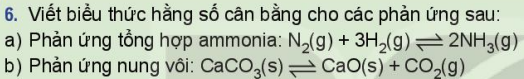 6. Viết biểu thức hằng số cân bằng cho các phản ứng sau:
a) Phản ứng tổng hợp ammonia: N₂(g) + 3H₂(g) ⇌ 2NH₃(g)
b) Phản ứng nung vôi: CaCO₃(s) ⇌ CaO(s) + CO₂(g)